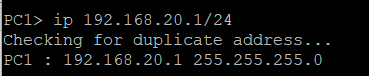 PC1> ip 192.168.20.1/24
Checking for duplicate address...
PC1 : 192.168.20.1 255.255.255.0